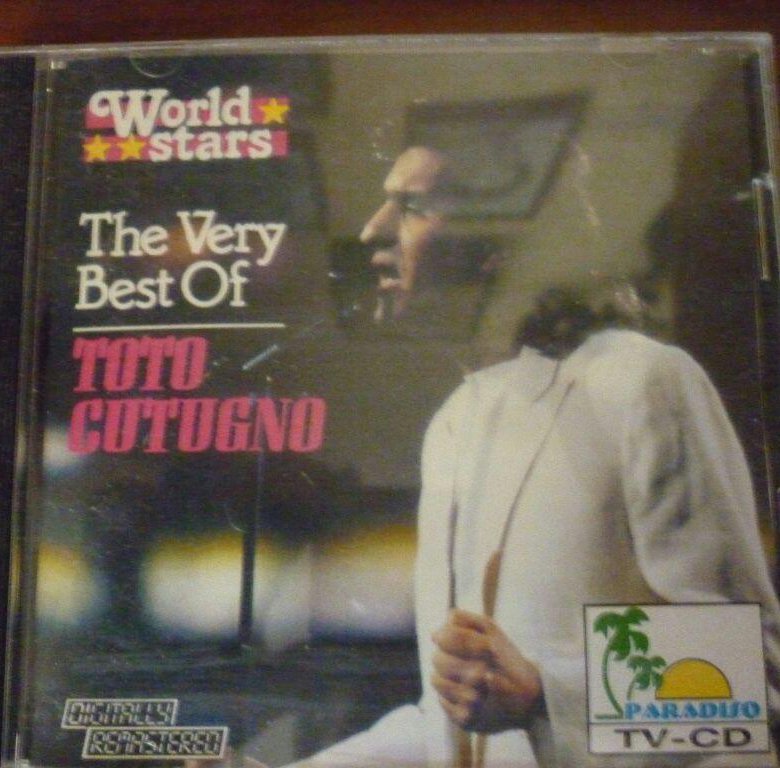 World
stars
The Very
Best Of
TOTO
CUTUGNO
DIGITALLY
REMASTERED
PARADISO
TV-CD